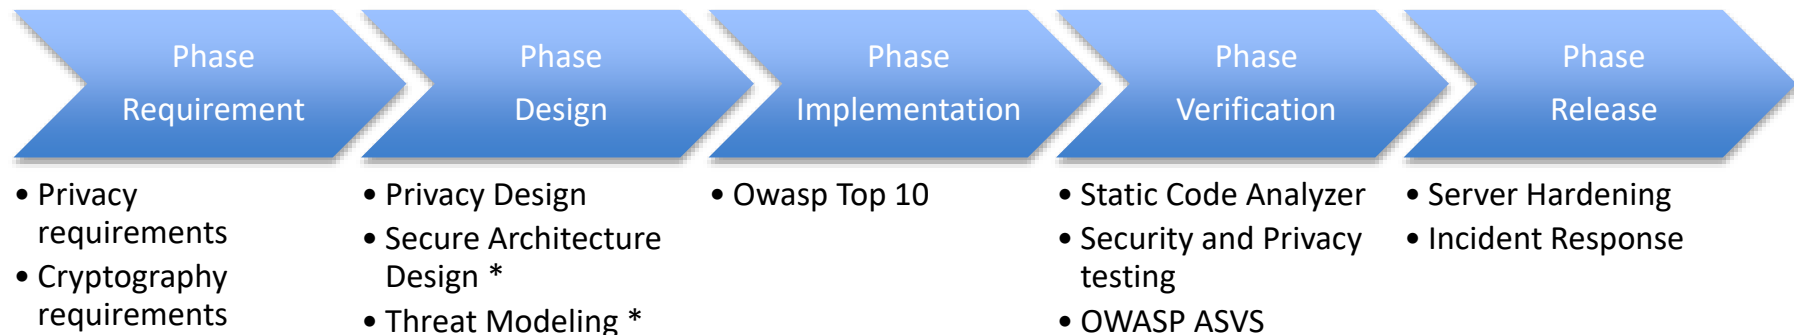 Phase
Requirement
Phase
Design
Phase
Implementation
Phase
Verification
Phase
Release
• Privacy
requirements
• Cryptography
requirements
• Privacy Design
• Secure Architecture
Design *
• Threat Modeling *
• Owasp Top 10
• Static Code Analyzer
• Security and Privacy
testing
• OWASP ASVS
• Server Hardening
• Incident Response